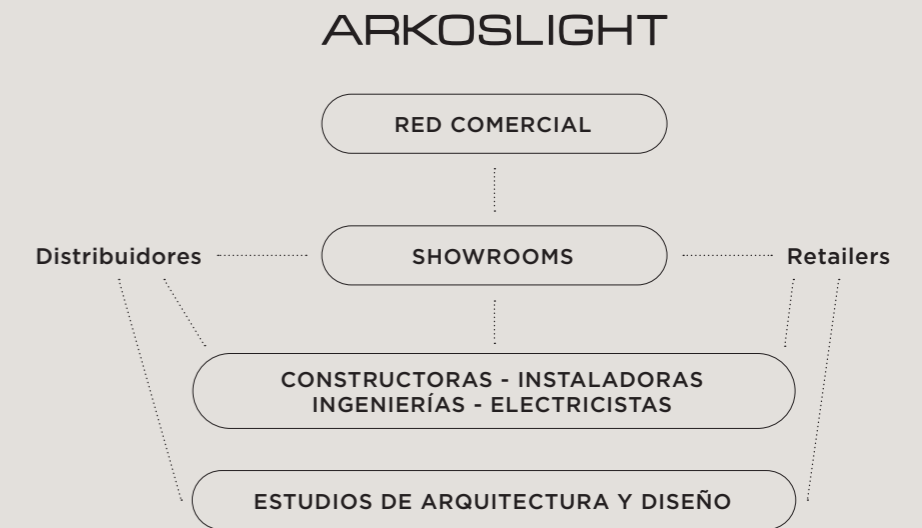 ARKOSLIGHT
RED COMERCIAL
Distribuidores
SHOWROOMS
Retailers
CONSTRUCTORAS - INSTALADORAS
INGENIERÍAS - ELECTRICISTAS
ESTUDIOS DE ARQUITECTURA Y DISEÑO